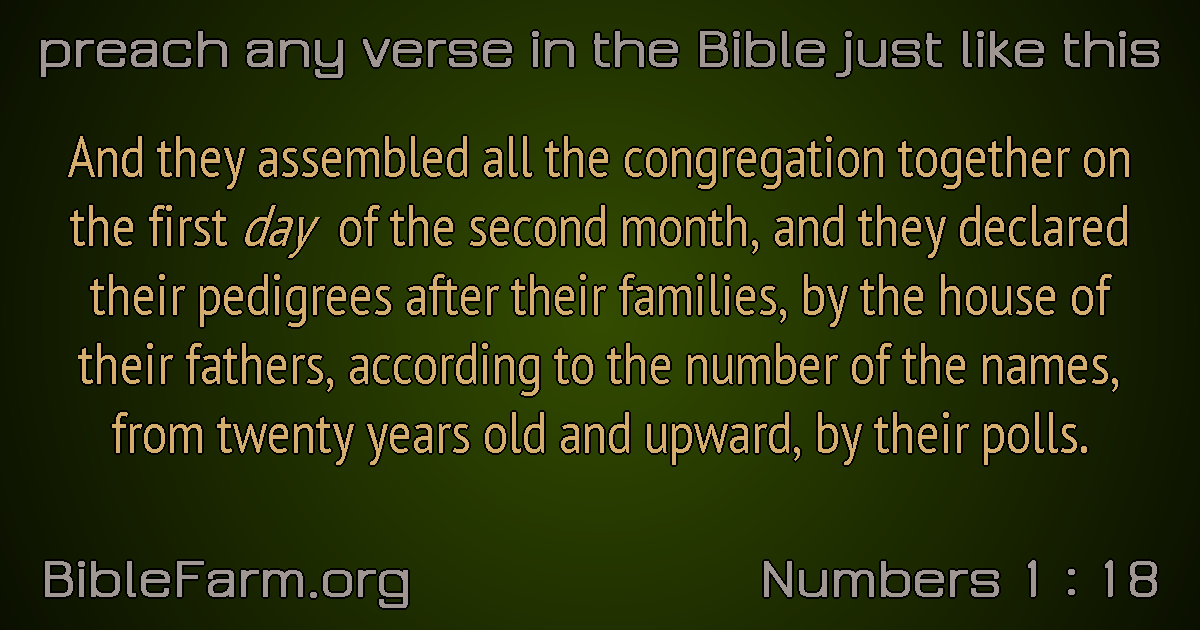 preach any verse in the Bible just like this
And they assembled all the congregation together on
the first day of the second month, and they declared
their pedigrees after their families, by the house of
their fathers, according to the number of the names,
from twenty years old and upward, by their polls.
BibleFarm.org
Numbers 1 : 18